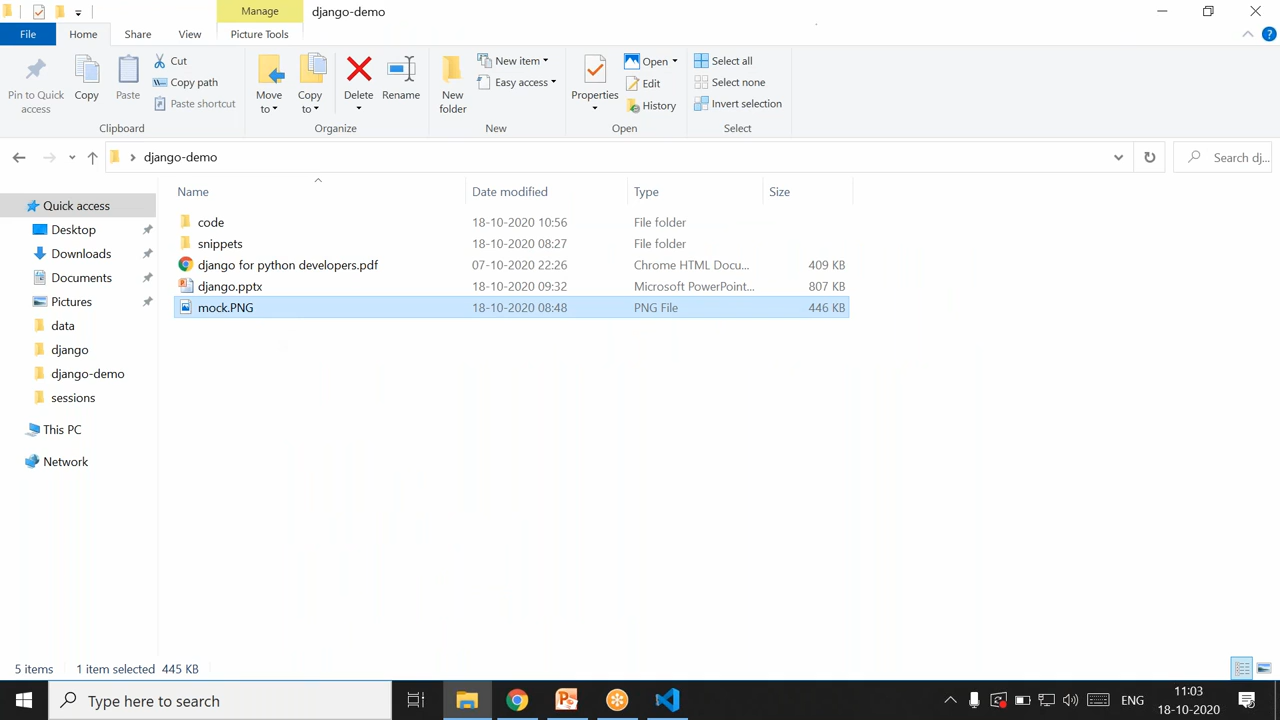 Manage
django-demo
File
Home
Share
View
Picture Tools
Pin to Quick access
Copy
Paste
Cut
Copy path
Paste shortcut
Clipboard
Move to
Copy to
Delete
Rename
Organize
New folder
New item
Easy access
New
Properties
Open
Edit
History
Open
Select all
Select none
Invert selection
Select
django-demo
Search dj...
Name
Date modified
Type
Size
Quick access
Desktop
Downloads
Documents
Pictures
data
django
django-demo
sessions
This PC
Network
code 18-10-2020 10:56 File folder
snippets 18-10-2020 08:27 File folder
django for python developers.pdf 07-10-2020 22:26 Chrome HTML Docu... 409 KB
django.pptx 18-10-2020 09:32 Microsoft PowerPoint... 807 KB
mock.PNG 18-10-2020 08:48 PNG File 446 KB
5 items 1 item selected 445 KB
Type here to search
ENG
11:03
18-10-2020